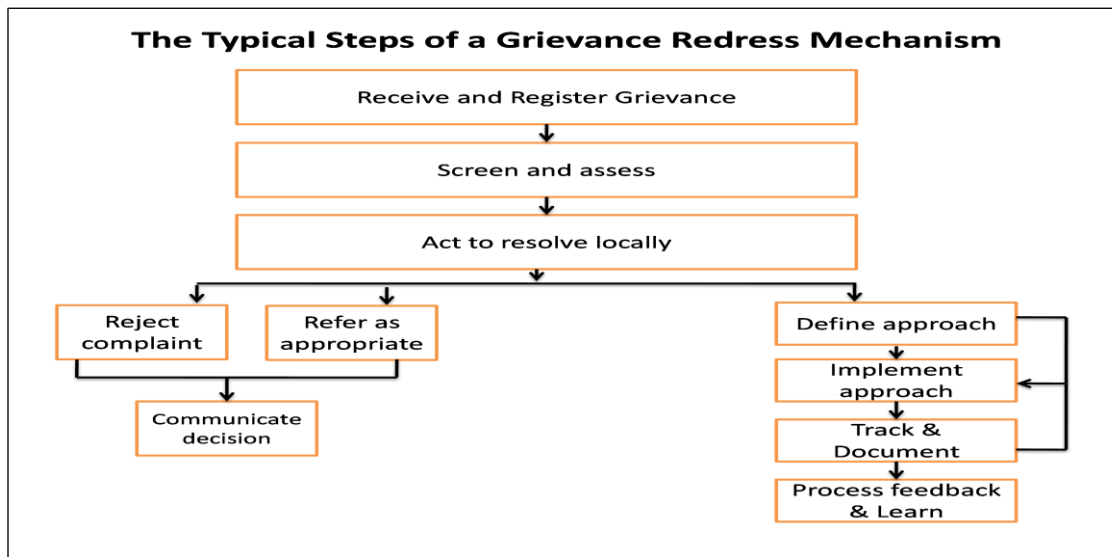 The Typical Steps of a Grievance Redress Mechanism
Receive and Register Grievance
Screen and assess
Act to resolve locally
Reject
complaint
Refer as
appropriate
Communicate
decision
Define approach
Implement
approach
Track &
Document
Process feedback
& Learn